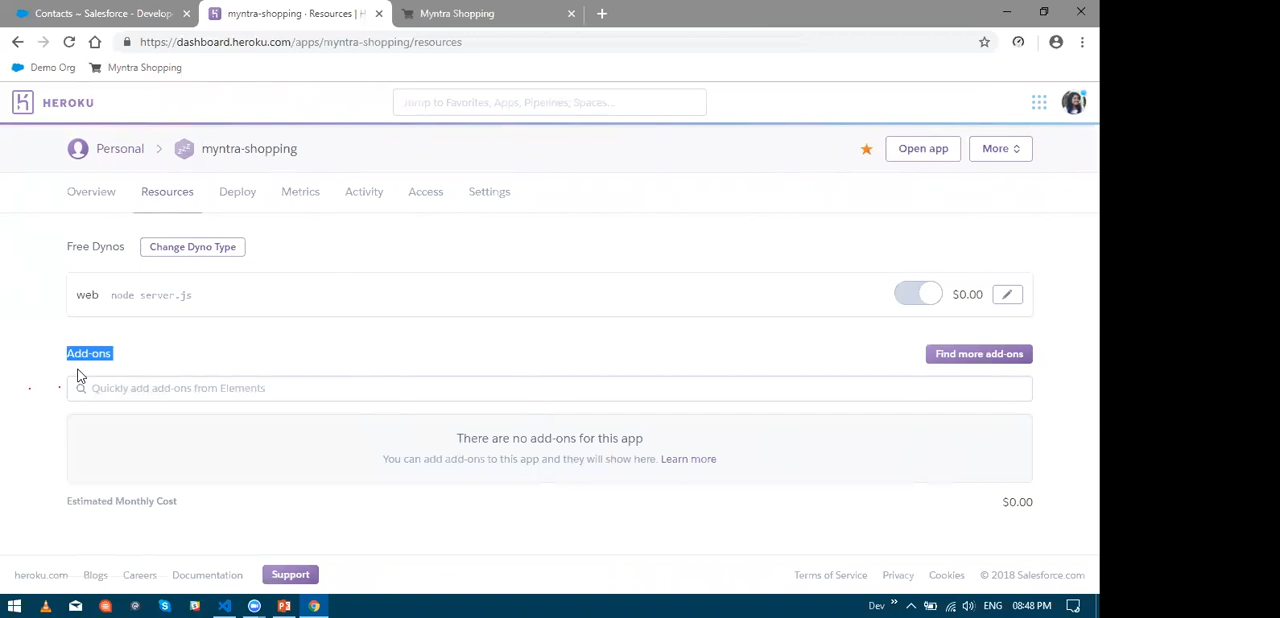 Contacts ~ Salesforce - Develop
myntra-shopping · Resources | H
Myntra Shopping
https://dashboard.heroku.com/apps/myntra-shopping/resources
Demo Org
Myntra Shopping
HEROKU
Jump to Favorites, Apps, Pipelines, Spaces...
Personal > myntra-shopping
Open app
More
Overview
Resources
Deploy
Metrics
Activity
Access
Settings
Free Dynos
Change Dyno Type
web node server.js
$0.00
Add-ons
Find more add-ons
Quickly add add-ons from Elements
There are no add-ons for this app
You can add add-ons to this app and they will show here. Learn more
Estimated Monthly Cost
$0.00
heroku.com
Blogs
Careers
Documentation
Support
Terms of Service
Privacy
Cookies
© 2018 Salesforce.com
Dev
ENG
08:48 PM